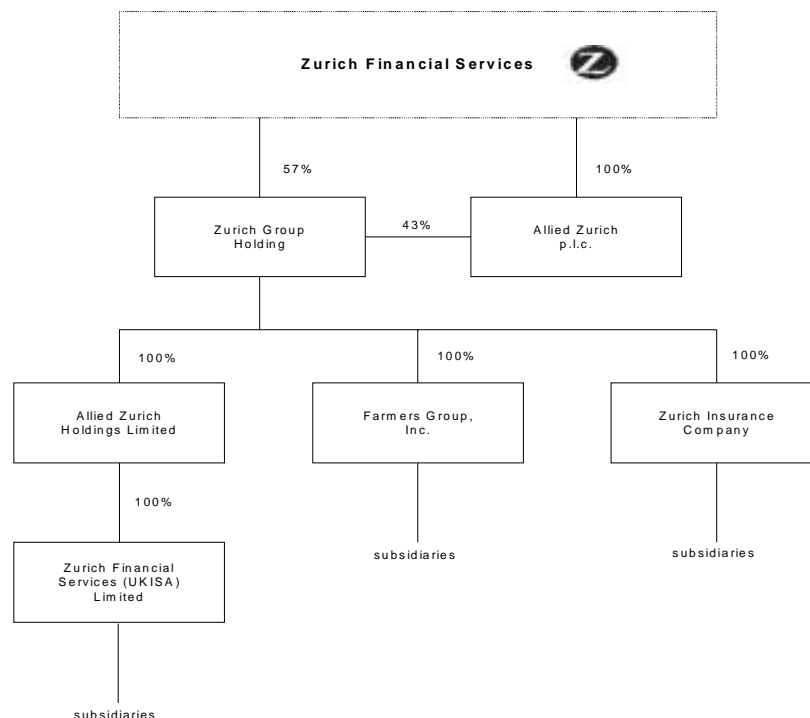 Zurich Financial Services
Z
57%
100%
Zurich Group
Holding
43%
Allied Zurich
p.l.c.
100%
100%
100%
Allied Zurich
Holdings Limited
Farmers Group,
Inc.
Zurich Insurance
Company
100%
Zurich Financial
Services (UKISA)
Limited
subsidiaries
subsidiaries
subsidiaries